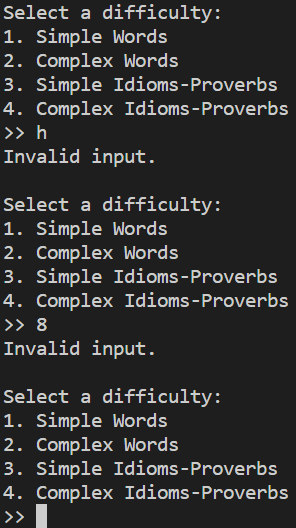 Select a difficulty:
1. Simple Words
2. Complex Words
3. Simple Idioms-Proverbs
4. Complex Idioms-Proverbs
>> h
Invalid input.

Select a difficulty:
1. Simple Words
2. Complex Words
3. Simple Idioms-Proverbs
4. Complex Idioms-Proverbs
>> 8
Invalid input.

Select a difficulty:
1. Simple Words
2. Complex Words
3. Simple Idioms-Proverbs
4. Complex Idioms-Proverbs
>>